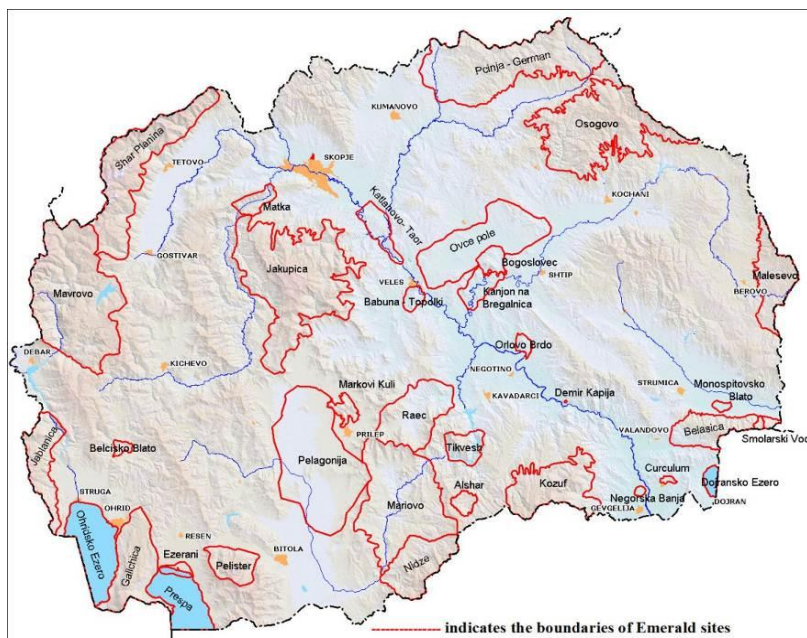 Pcinja - German
KUMANOVO
Osogovo
Shar Planina
TETOVO
SKOPJE
KOCHANI
Matka
Katlanovo- Taor
Ovce pole
GOSTIVAR
Jakupica
Bogoslovec
SHTIP
Malesevo
Mavrovo
VELES
Kanjon na
Bregalnica
BEROVO
Babuna - Topolki
Orlovo Brdo
DEBAR
KICHEVO
NEGOTINO
Markovi Kuli
Demir Kapija
STRUMICA
Monospitovsko
Blato
Raec
KAVADARCI
PRILEP
VALANDOVO
Belasica
Smolarski Vod
Jablanica
Belcisko Blato
Pelagonija
Tikvesh
Curculum
Dojransko Ezero
STRUGA
Alshar
Kozuf
Negorska Banja
DOJRAN
OHRID
Mariovo
GEVGELIJA
Ohridsko Ezero
Galichica
RESEN
Ezerani
BITOLA
Pelister
Nidze
Prespa
indicates the boundaries of Emerald sites